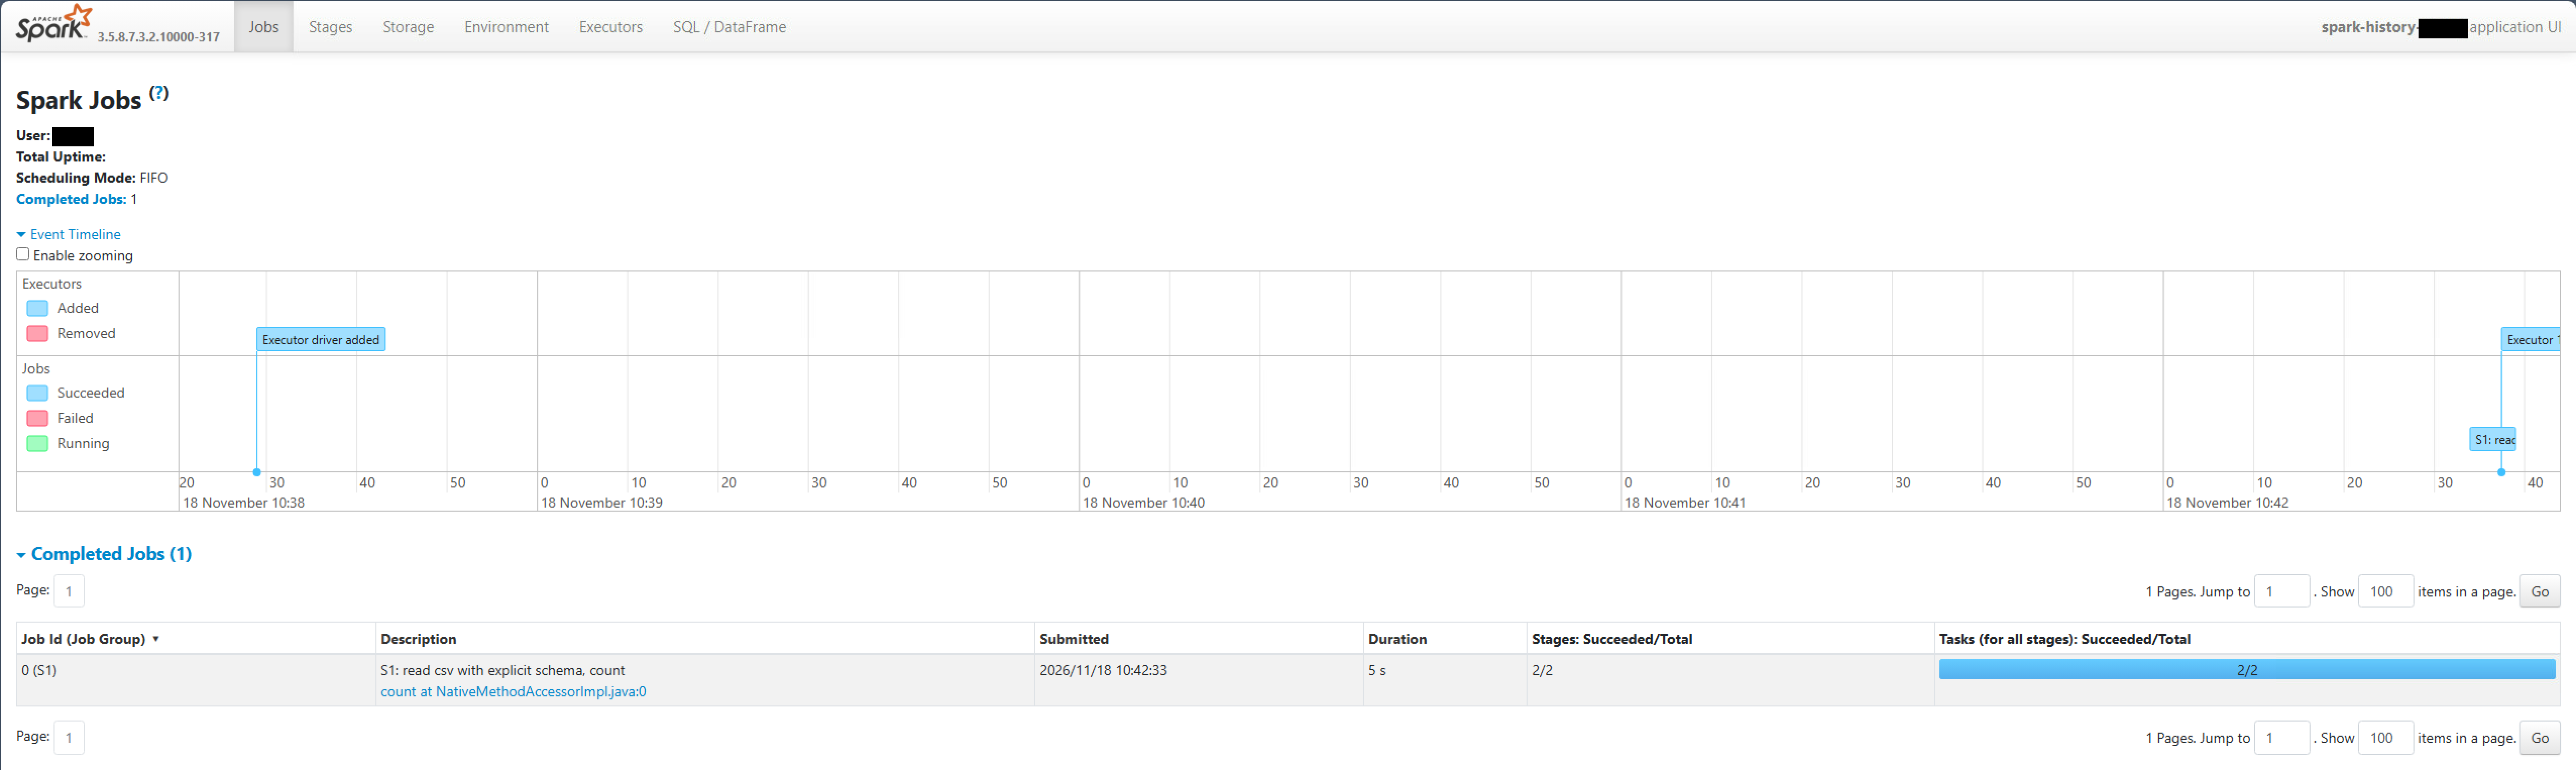 APACHE Spark 3.5.8.7.3.2.10000-317 Jobs Stages Storage Environment Executors SQL / DataFrame spark-history- application UI
Spark Jobs (?)
User:
Total Uptime:
Scheduling Mode: FIFO
Completed Jobs: 1
Event Timeline
Enable zooming
Executors
Added
Removed
Executor driver added
Executor 1
Jobs
Succeeded
Failed
Running
S1: read
20 30 40 50 0 10 20 30 40 50 0 10 20 30 40 50 0 10 20 30 40 50 0 10 20 30 40
18 November 10:38 18 November 10:39 18 November 10:40 18 November 10:41 18 November 10:42
Completed Jobs (1)
Page: 1 1 Pages. Jump to 1 . Show 100 items in a page. Go
Job Id (Job Group) ▾ Description Submitted Duration Stages: Succeeded/Total Tasks (for all stages): Succeeded/Total
0 (S1) S1: read csv with explicit schema, count 2026/11/18 10:42:33 5 s 2/2 2/2
count at NativeMethodAccessorImpl.java:0
Page: 1 1 Pages. Jump to 1 . Show 100 items in a page. Go